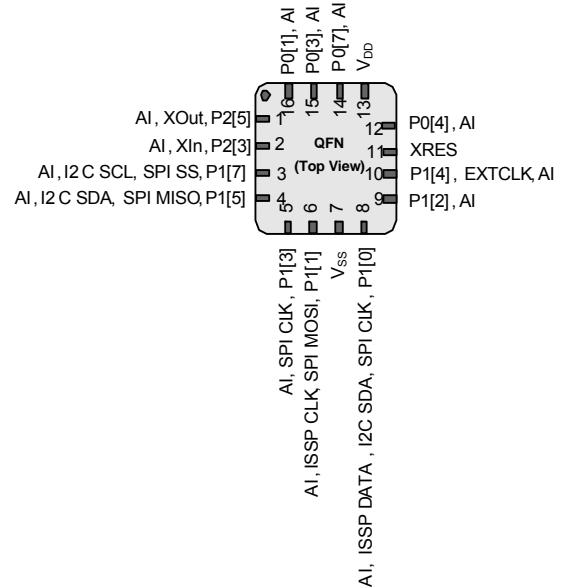 P0[1], AI
P0[3], AI
P0[7], AI
VDD
16
15
14
13
AI, XOut, P2[5]
1
AI, XIn, P2[3]
2
AI, I2C SCL, SPI SS, P1[7]
3
AI, I2C SDA, SPI MISO, P1[5]
4
QFN
(Top View)
12
P0[4], AI
11
XRES
10
P1[4], EXTCLK, AI
9
P1[2], AI
5
6
7
8
AI, SPI CLK, P1[3]
AI, ISSP CLK, SPI MOSI, P1[1]
VSS
AI, ISSP DATA, I2C SDA, SPI CLK, P1[0]